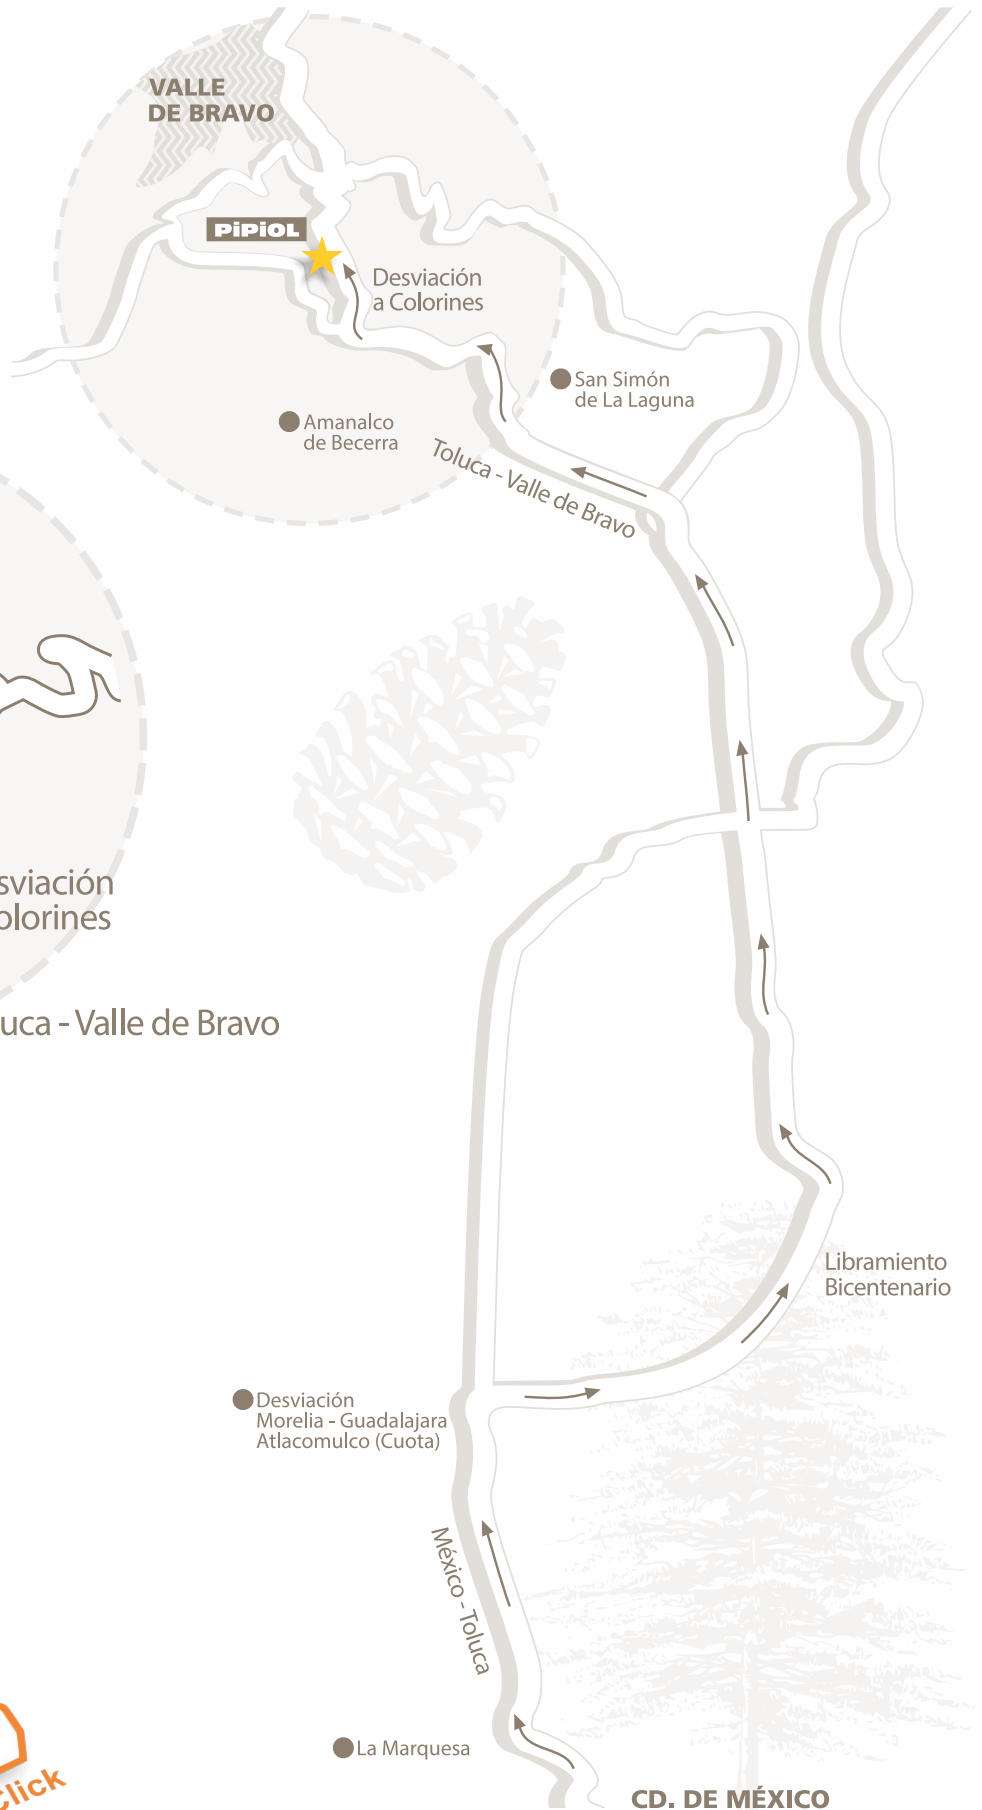 VALLE
DE BRAVO
PiPiOL
Desviación
a Colorines
San Simón
de La Laguna
Amanalco
de Becerra
Toluca - Valle de Bravo
sviación
olorines
uca - Valle de Bravo
Libramiento
Bicentenario
Desviación
Morelia - Guadalajara
Atlacomulco (Cuota)
México - Toluca
La Marquesa
Click
CD. DE MÉXICO